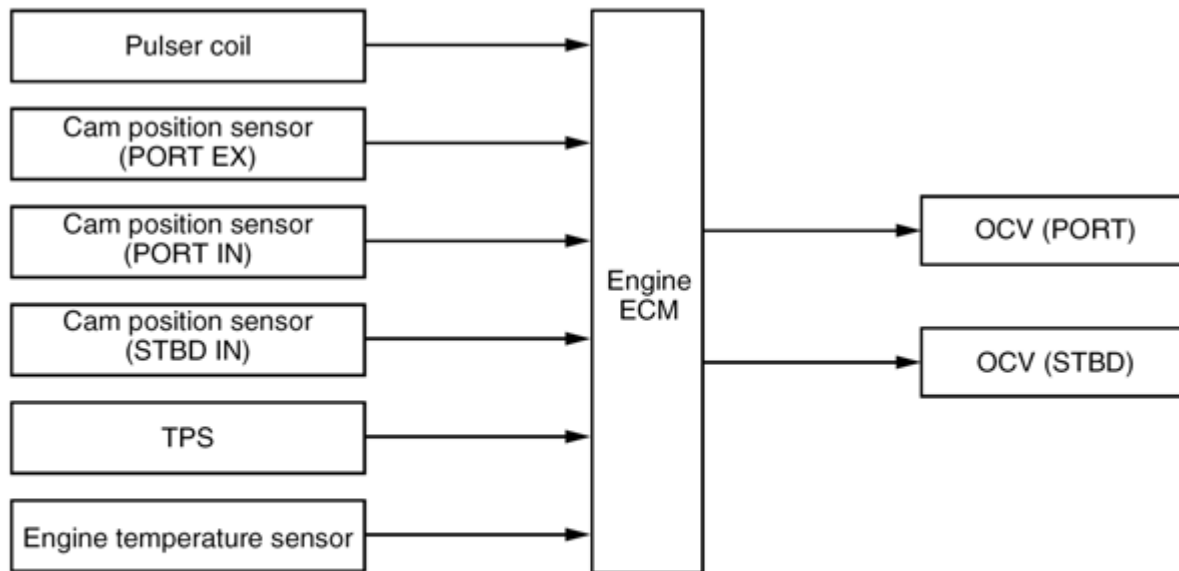 Pulser coil
Cam position sensor
(PORT EX)
Cam position sensor
(PORT IN)
Cam position sensor
(STBD IN)
TPS
Engine temperature sensor
Engine
ECM
OCV (PORT)
OCV (STBD)